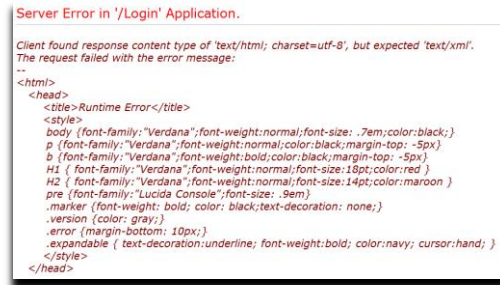 Server Error in '/Login' Application.
Client found response content type of 'text/html; charset=utf-8', but expected 'text/xml'.
The request failed with the error message:
--
<html>
<head>
<title>Runtime Error</title>
<style>
body {font-family:"Verdana";font-weight:normal;font-size: .7em;color:black;}
p {font-family:"Verdana";font-weight:normal;color:black;margin-top: -5px}
b {font-family:"Verdana";font-weight:bold;color:black;margin-top: -5px}
H1 { font-family:"Verdana";font-weight:normal;font-size:18pt;color:red }
H2 { font-family:"Verdana";font-weight:normal;font-size:14pt;color:maroon }
pre {font-family:"Lucida Console";font-size: .9em}
.marker {font-weight: bold; color: black;text-decoration: none;}
.version {color: gray;}
.error {margin-bottom: 10px;}
.expandable { text-decoration:underline; font-weight:bold; color:navy; cursor:hand; }
</style>
</head>